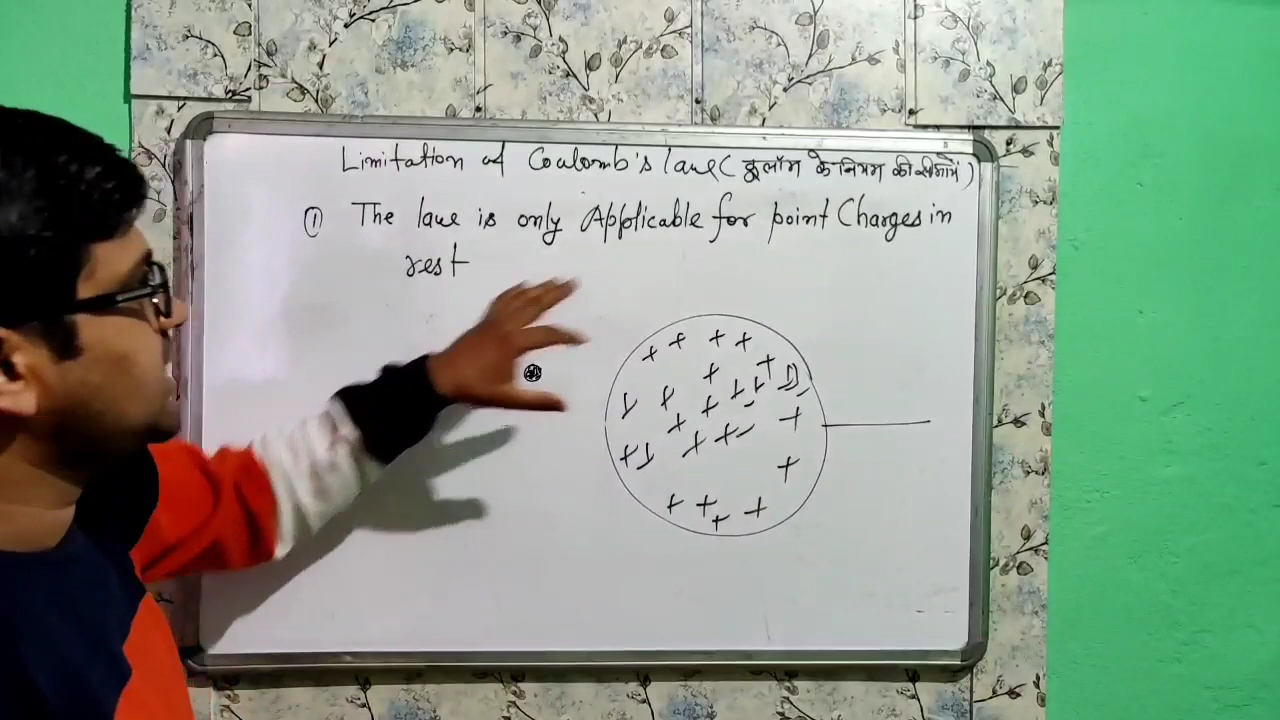 Limitation of Coulomb's law (कुलॉम के नियम की सीमायें)
① The law is only Applicable for point Charges in
rest